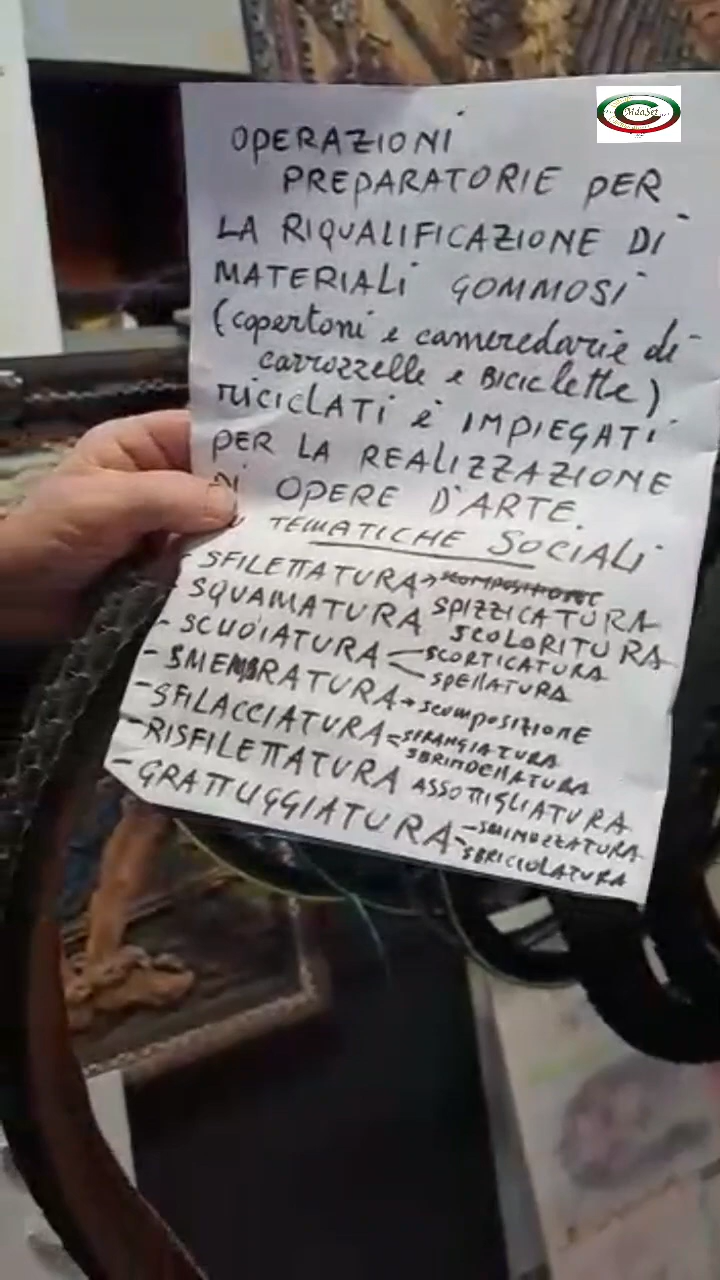 OPERAZIONI
PREPARATORIE PER
LA RIQUALIFICAZIONE DI
MATERIALI GOMMOSI
(copertoni e cameredarie di
carrozzelle e BICICLETTE)
RICICLATI e IMPIEGATI
PER LA REALIZZAZIONE
DI OPERE D'ARTE.
TEMATICHE SOCIALI
- SFILETTATURA → SCOMPOSIZIONE
SPIZZICATURA
- SQUAMATURA SCOLORITURA
- SCUOIATURA SCORTICATURA
SPELLATURA
- SMEMBRATURA → SCOMPOSIZIONE
- SFILACCIATURA SFRANGIATURA
SBRINDELLATURA
- RISFILETTATURA ASSOTTIGLIATURA
- GRATTUGGIATURA - SMINUZZATURA
- SBRICIOLATURA
MdaSet